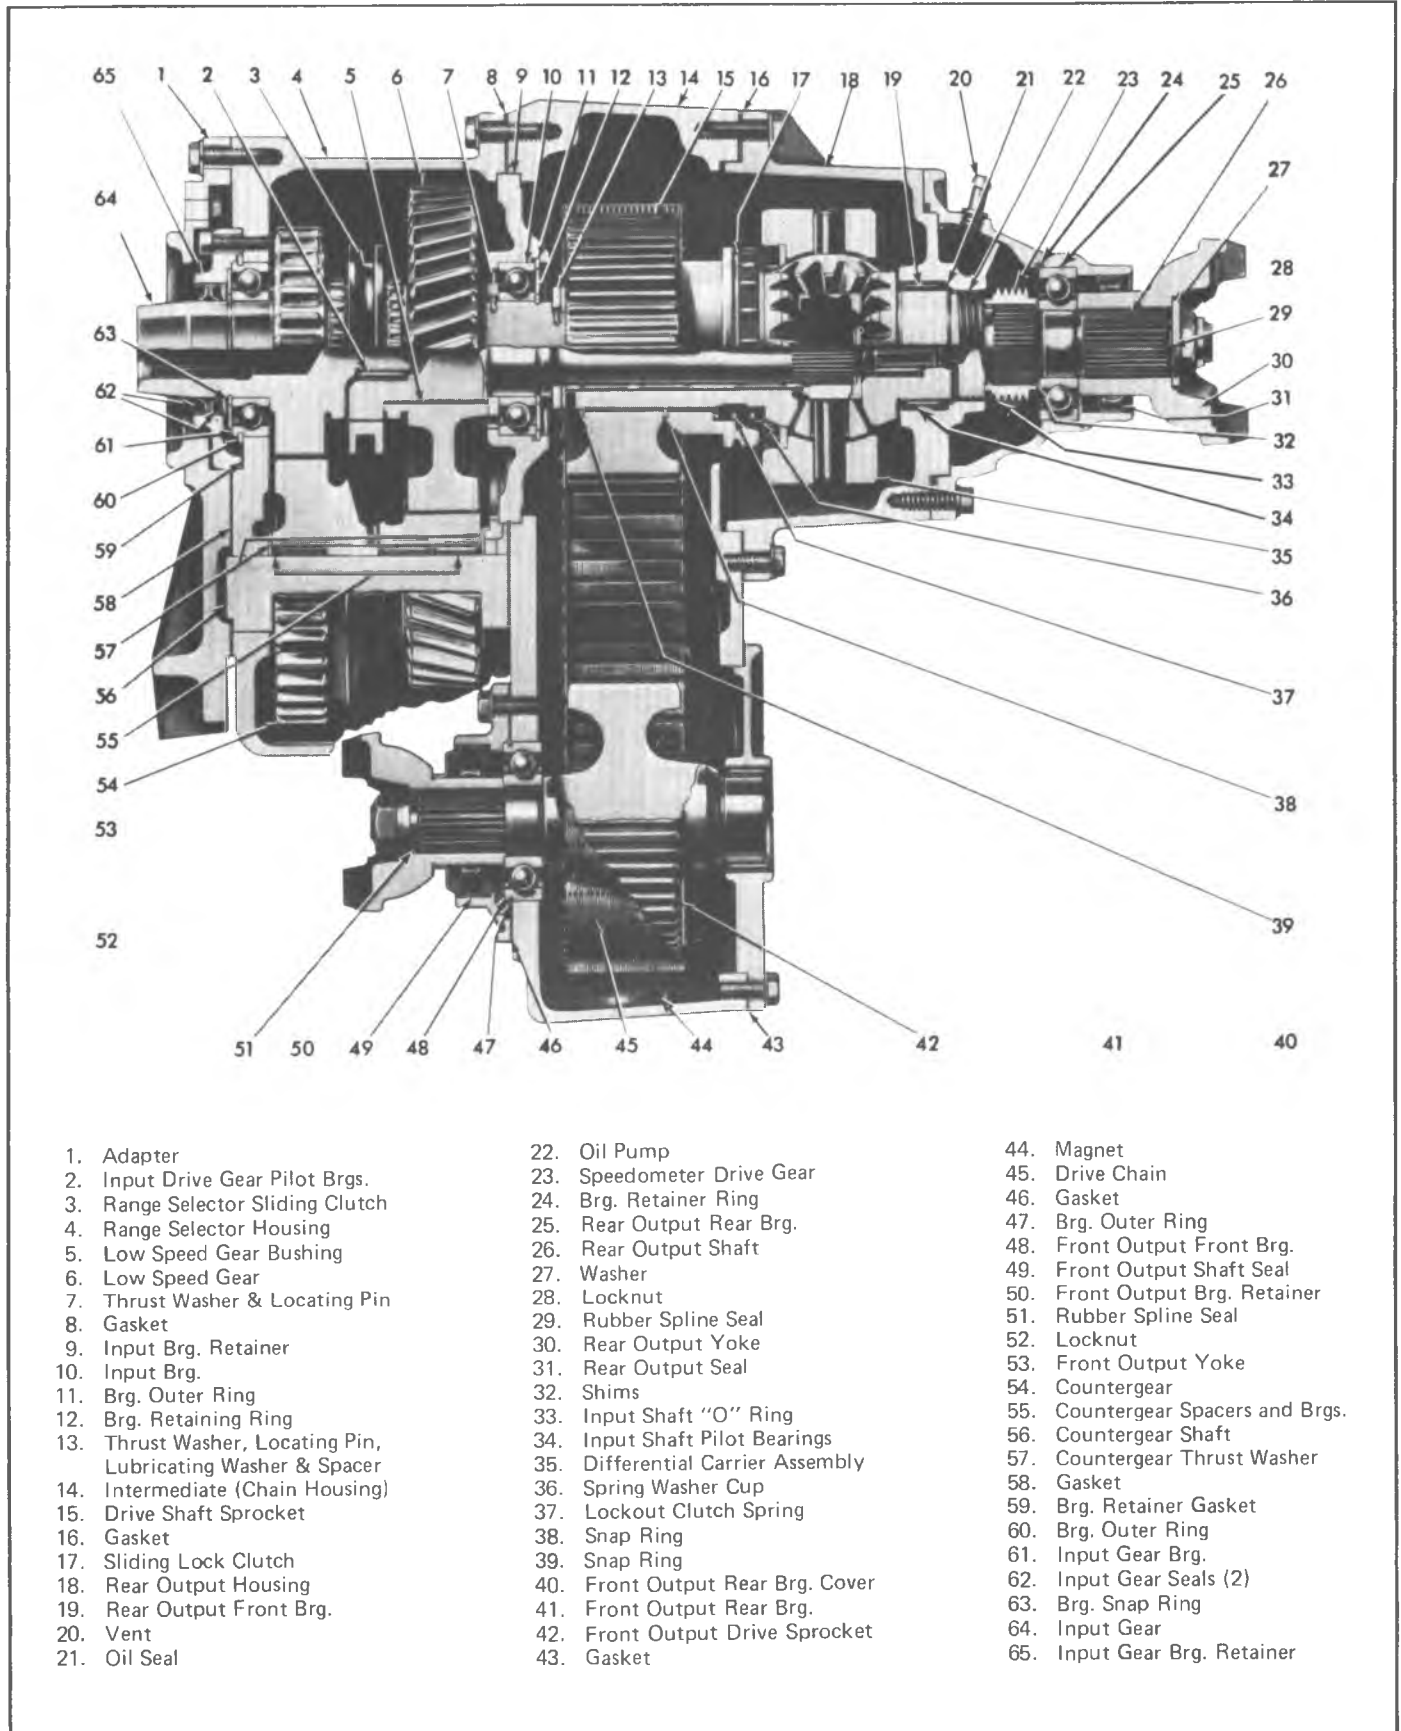 65 1 2 3 4 5 6 7 8 9 10 11 12 13 14 15 16 17 18 19 20 21 22 23 24 25 26
27
64
28
29
63
30
62
31
61
32
60
33
59
34
58
35
57
36
56
37
55
54
38
53
39
52
51 50 49 48 47 46 45 44 43 42 41 40
1. Adapter
2. Input Drive Gear Pilot Brgs.
3. Range Selector Sliding Clutch
4. Range Selector Housing
5. Low Speed Gear Bushing
6. Low Speed Gear
7. Thrust Washer & Locating Pin
8. Gasket
9. Input Brg. Retainer
10. Input Brg.
11. Brg. Outer Ring
12. Brg. Retaining Ring
13. Thrust Washer, Locating Pin,
Lubricating Washer & Spacer
14. Intermediate (Chain Housing)
15. Drive Shaft Sprocket
16. Gasket
17. Sliding Lock Clutch
18. Rear Output Housing
19. Rear Output Front Brg.
20. Vent
21. Oil Seal
22. Oil Pump
23. Speedometer Drive Gear
24. Brg. Retainer Ring
25. Rear Output Rear Brg.
26. Rear Output Shaft
27. Washer
28. Locknut
29. Rubber Spline Seal
30. Rear Output Yoke
31. Rear Output Seal
32. Shims
33. Input Shaft "O" Ring
34. Input Shaft Pilot Bearings
35. Differential Carrier Assembly
36. Spring Washer Cup
37. Lockout Clutch Spring
38. Snap Ring
39. Snap Ring
40. Front Output Rear Brg. Cover
41. Front Output Rear Brg.
42. Front Output Drive Sprocket
43. Gasket
44. Magnet
45. Drive Chain
46. Gasket
47. Brg. Outer Ring
48. Front Output Front Brg.
49. Front Output Shaft Seal
50. Front Output Brg. Retainer
51. Rubber Spline Seal
52. Locknut
53. Front Output Yoke
54. Countergear
55. Countergear Spacers and Brgs.
56. Countergear Shaft
57. Countergear Thrust Washer
58. Gasket
59. Brg. Retainer Gasket
60. Brg. Outer Ring
61. Input Gear Brg.
62. Input Gear Seals (2)
63. Brg. Snap Ring
64. Input Gear
65. Input Gear Brg. Retainer